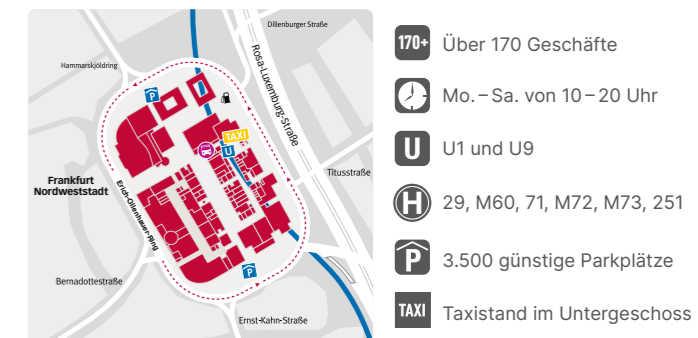 Dillenburger Straße
Hammarskjöldring
Rosa-Luxemburg-Straße
P
TAXI
U
Titusstraße
Frankfurt
Nordweststadt
Erich-Ollenhauer-Ring
P
Bernadottestraße
Ernst-Kahn-Straße
170+ Über 170 Geschäfte
Mo. – Sa. von 10 – 20 Uhr
U U1 und U9
H 29, M60, 71, M72, M73, 251
P 3.500 günstige Parkplätze
TAXI Taxistand im Untergeschoss